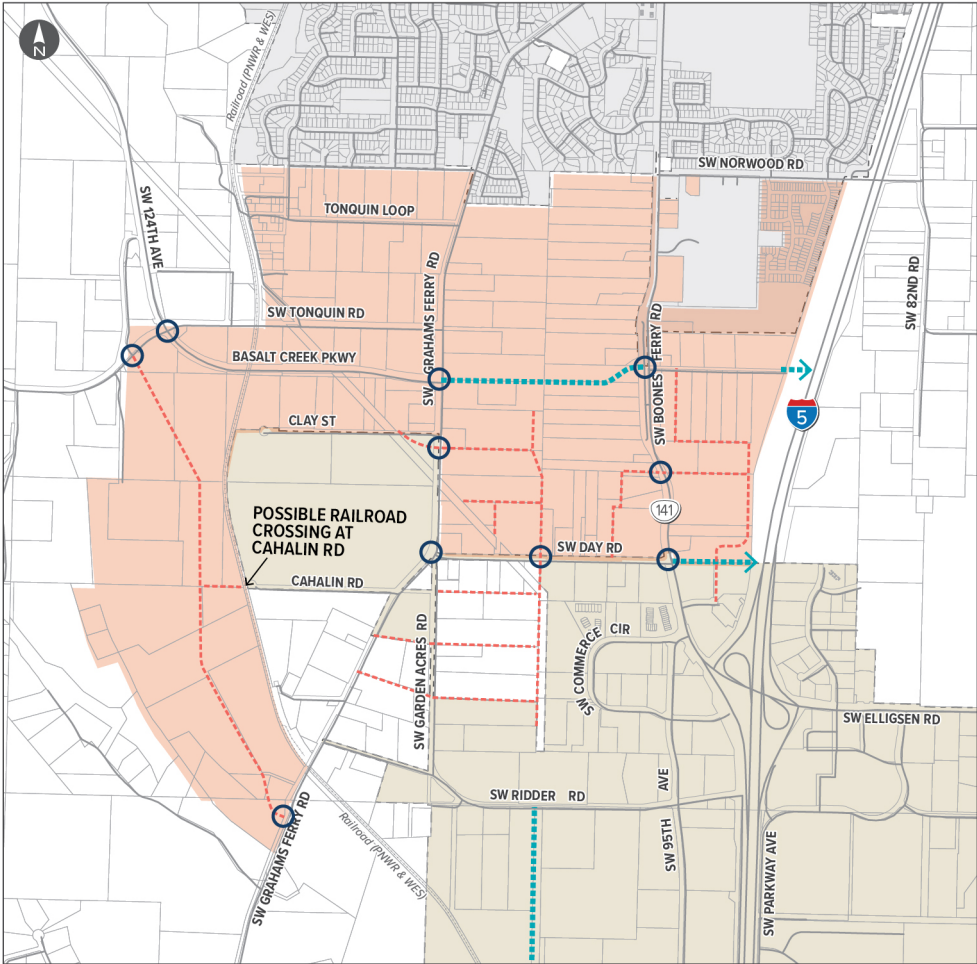 N
Railroad (PNWR & WES)
SW NORWOOD RD
SW 124TH AVE
TONQUIN LOOP
SW GRAHAMS FERRY RD
SW 82ND RD
SW TONQUIN RD
SW BOONES FERRY RD
BASALT CREEK PKWY
5
CLAY ST
141
POSSIBLE RAILROAD
CROSSING AT
CAHALIN RD
SW DAY RD
CAHALIN RD
SW GARDEN ACRES RD
SW COMMERCE CIR
SW ELLIGSEN RD
SW RIDDER RD
SW 95TH AVE
SW GRAHAMS FERRY RD
Railroad (PNWR & WES)
SW PARKWAY AVE